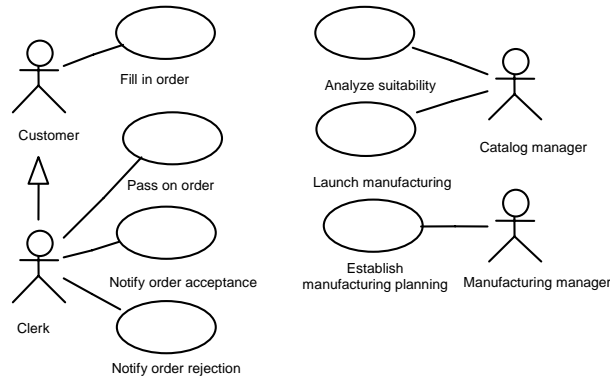 Fill in order
Customer
Pass on order
Notify order acceptance
Clerk
Notify order rejection
Analyze suitability
Catalog manager
Launch manufacturing
Establish
manufacturing planning
Manufacturing manager